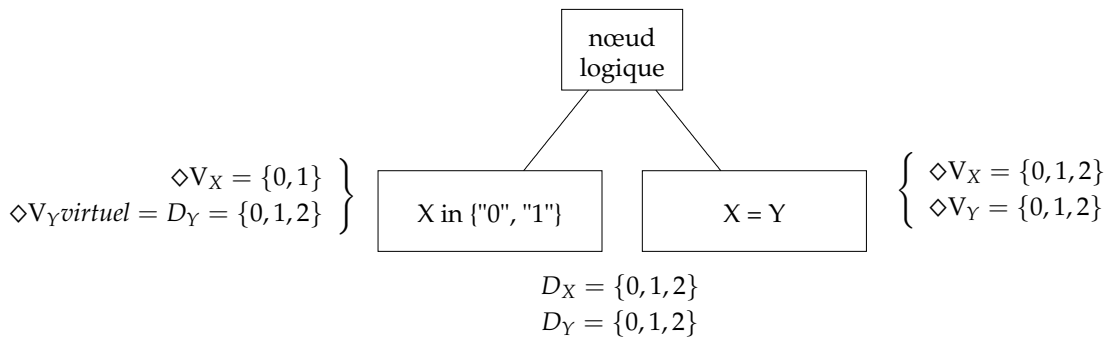 nœud
logique
◇V_X = {0, 1}
◇V_Y virtuel = D_Y = {0, 1, 2}
X in {"0", "1"}
X = Y
◇V_X = {0, 1, 2}
◇V_Y = {0, 1, 2}
D_X = {0, 1, 2}
D_Y = {0, 1, 2}